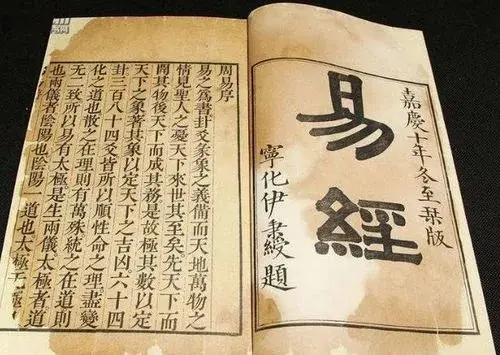 嘉慶十年冬至栞版
易經
寧化伊秉綬題
周易序
易之爲書卦爻彖象之義備而天地萬物之
情見聖人之憂天下來世其至矣先天下而
開其物後天下而成其務是故極其數以定
天下之象著其象以定天下之吉凶六十四
卦三百八十四爻皆所以順性命之理盡變
化之道也散之在理則有萬殊統之在道則
无二致所以易有太極是生兩儀太極者道
也兩儀者陰陽也陰陽一道也太極无